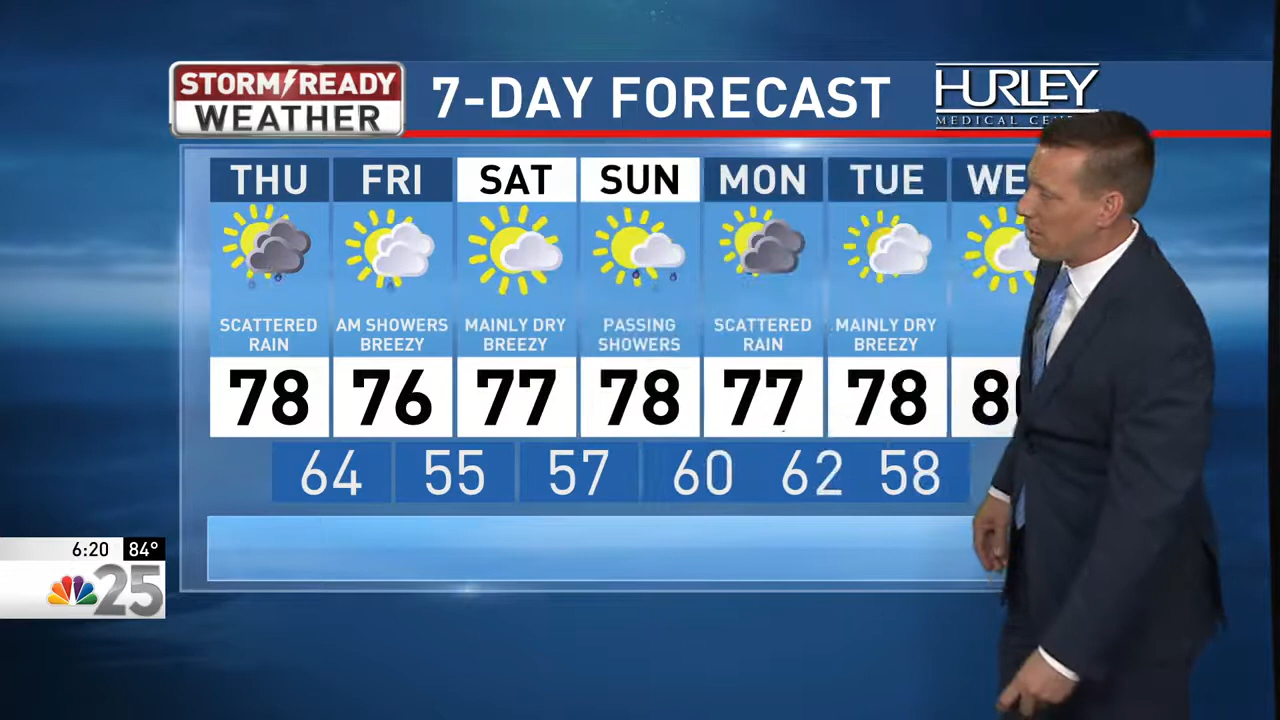 STORM READY
WEATHER
7-DAY FORECAST
HURLEY
MEDICAL
THU FRI SAT SUN MON TUE
SCATTERED RAIN
AM SHOWERS BREEZY
MAINLY DRY BREEZY
PASSING SHOWERS
SCATTERED RAIN
MAINLY DRY BREEZY
78 76 77 78 77 78
64 55 57 60 62 58
6:20 84°
25